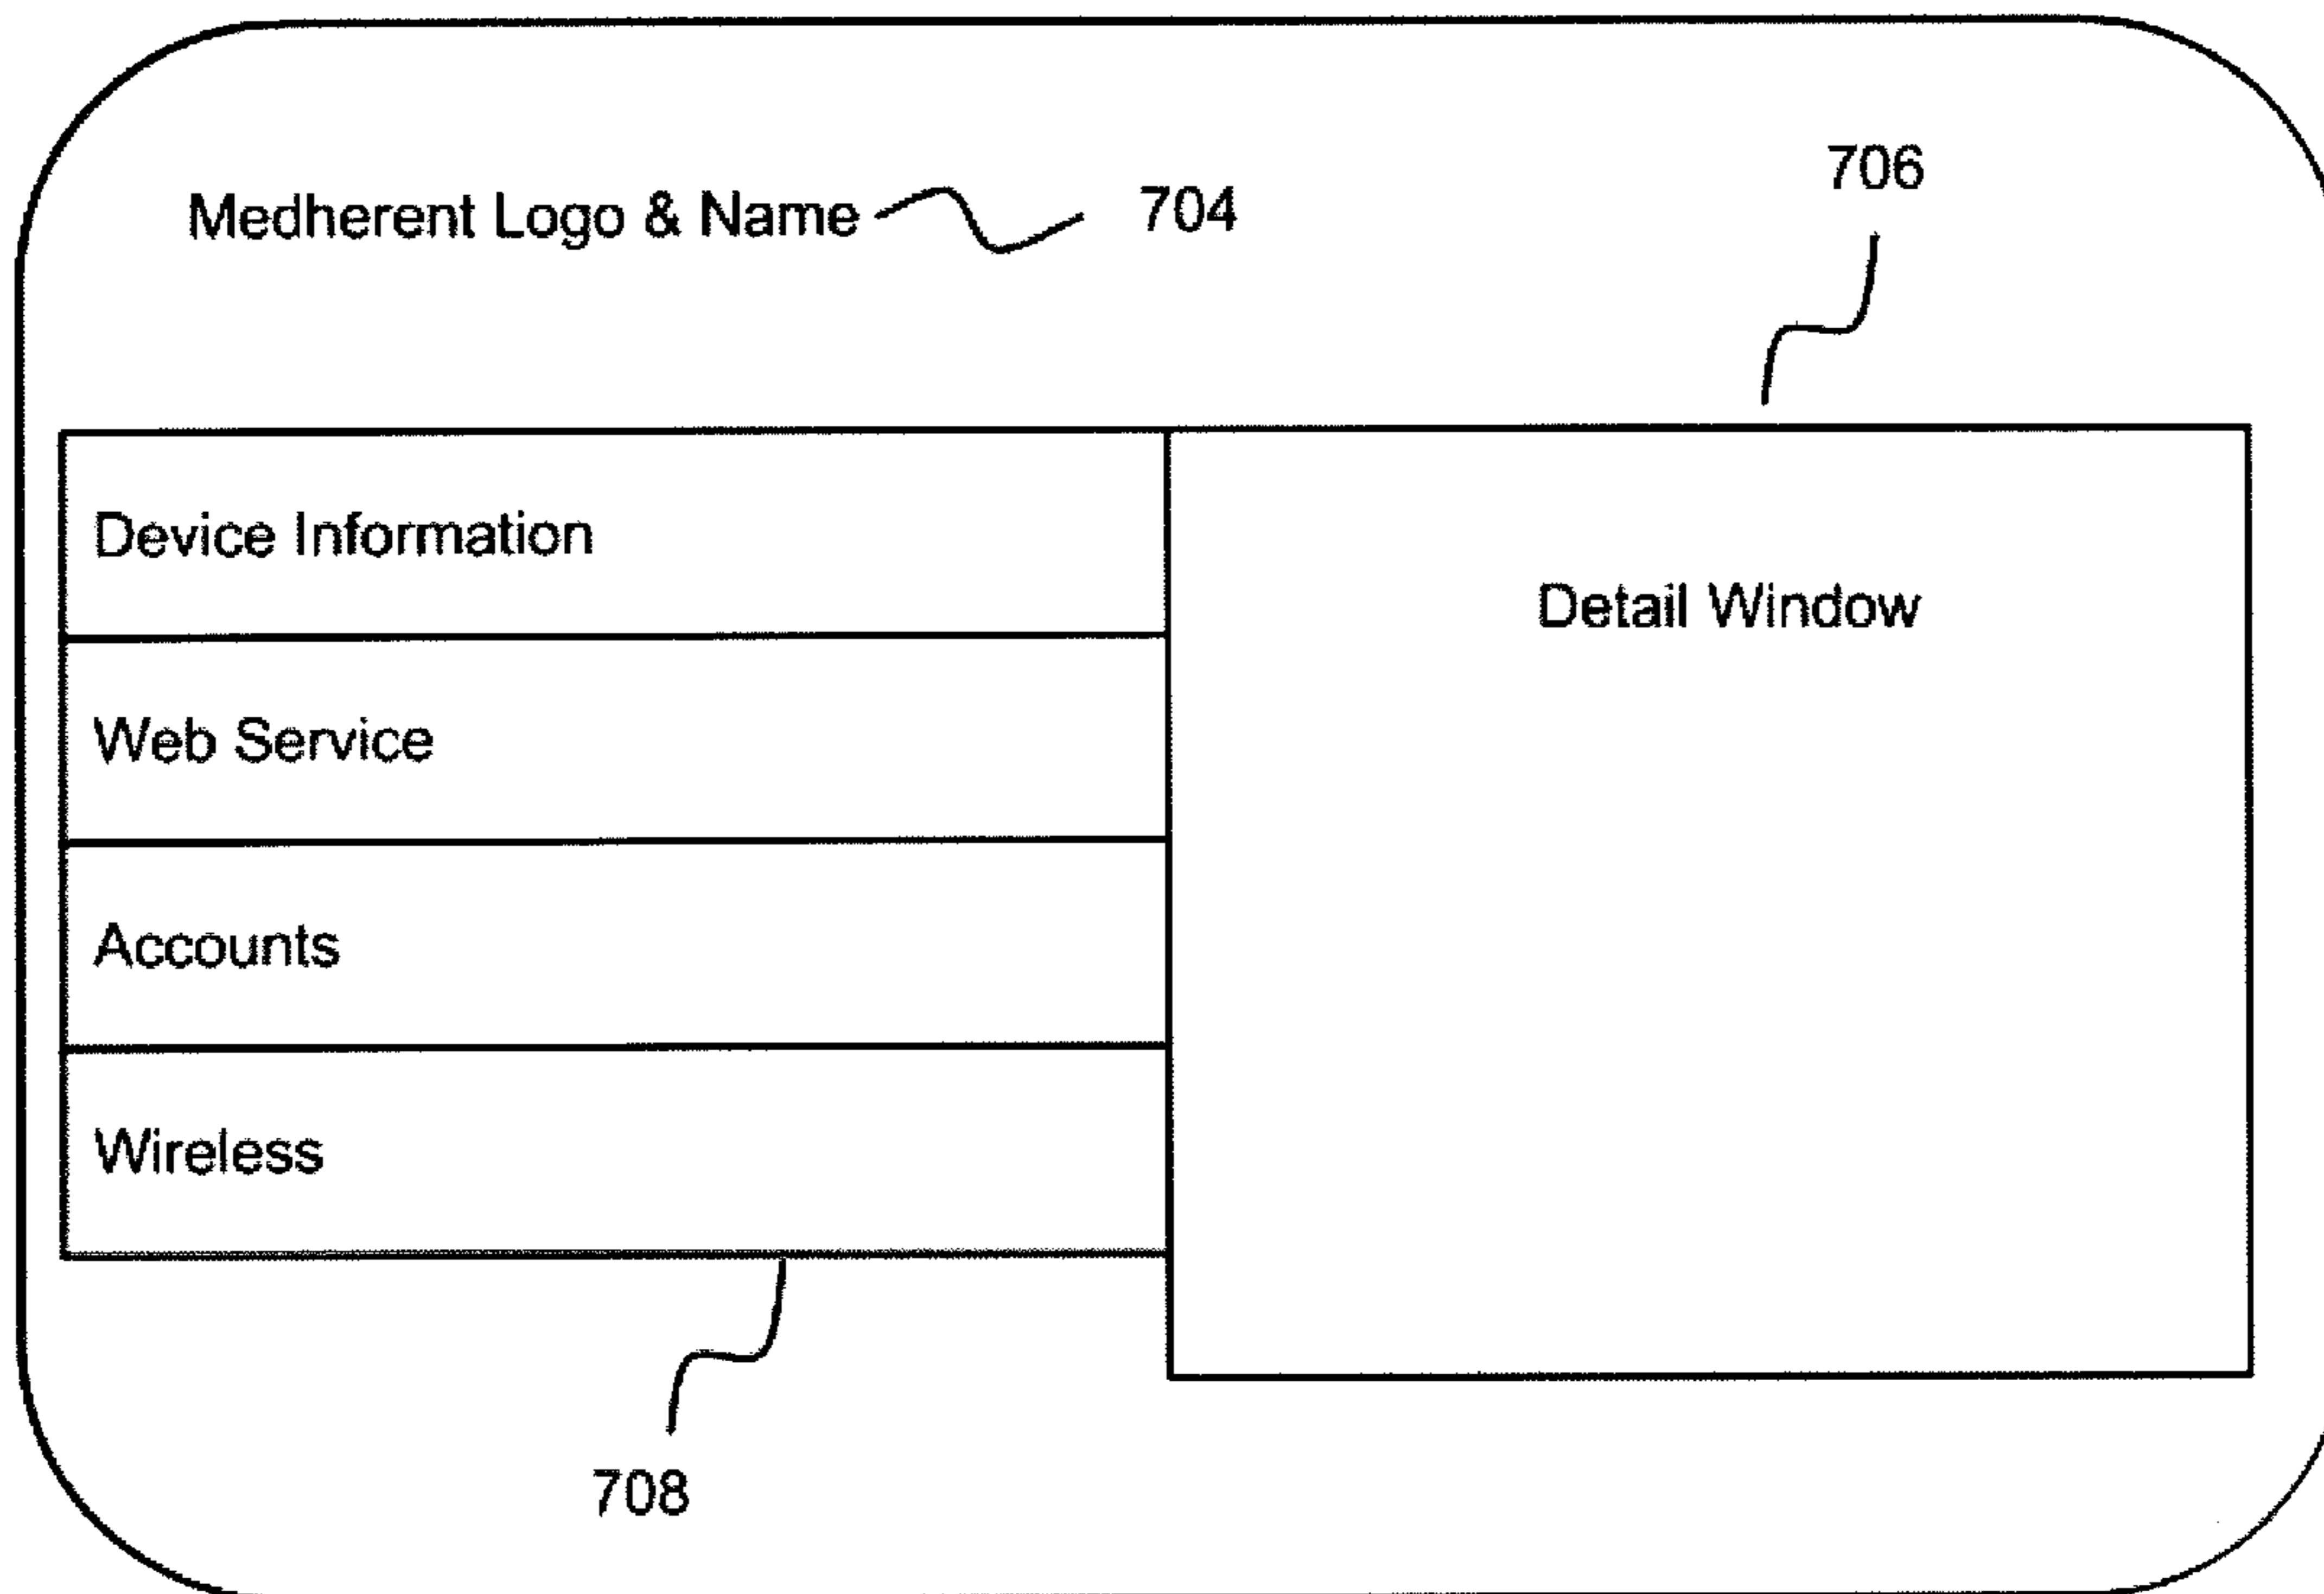 706
Medherent Logo & Name 704
Device Information
Detail Window
Web Service
Accounts
Wireless
708